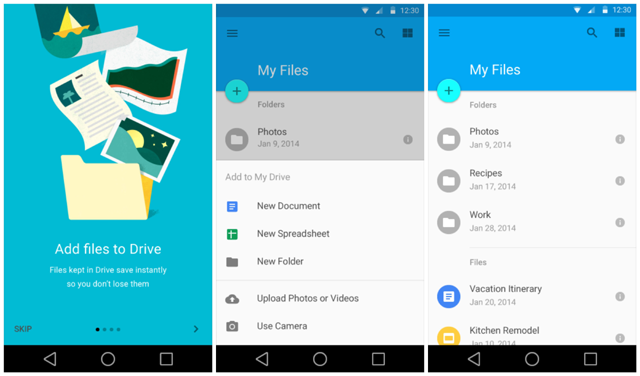 Add files to Drive
Files kept in Drive save instantly
so you don't lose them
SKIP
12:30
My Files
Folders
Photos
Jan 9, 2014
Add to My Drive
New Document
New Spreadsheet
New Folder
Upload Photos or Videos
Use Camera
12:30
My Files
Folders
Photos
Jan 9, 2014
Recipes
Jan 17, 2014
Work
Jan 28, 2014
Files
Vacation Itinerary
Jan 20, 2014
Kitchen Remodel
Jan 10, 2014